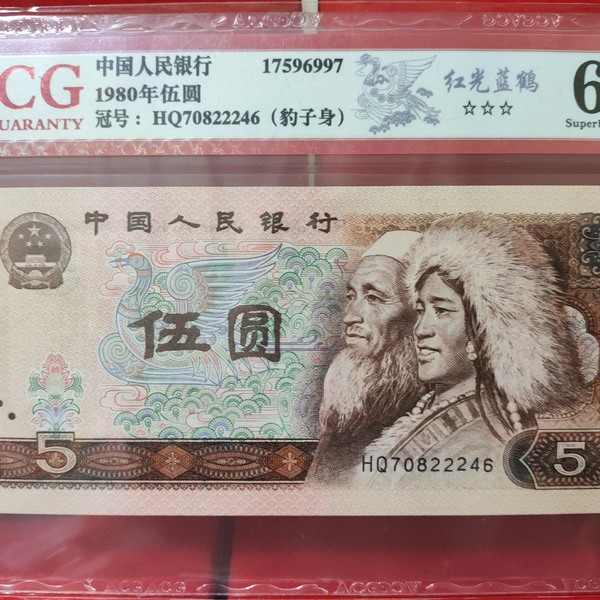 中国人民银行 17596997
CG 1980年伍圆 红光蓝鹤 6
UARANTY 冠号：HQ70822246（豹子身） ☆☆☆ Super
中国人民银行
伍圆
HQ70822246
5 5
ACGACG